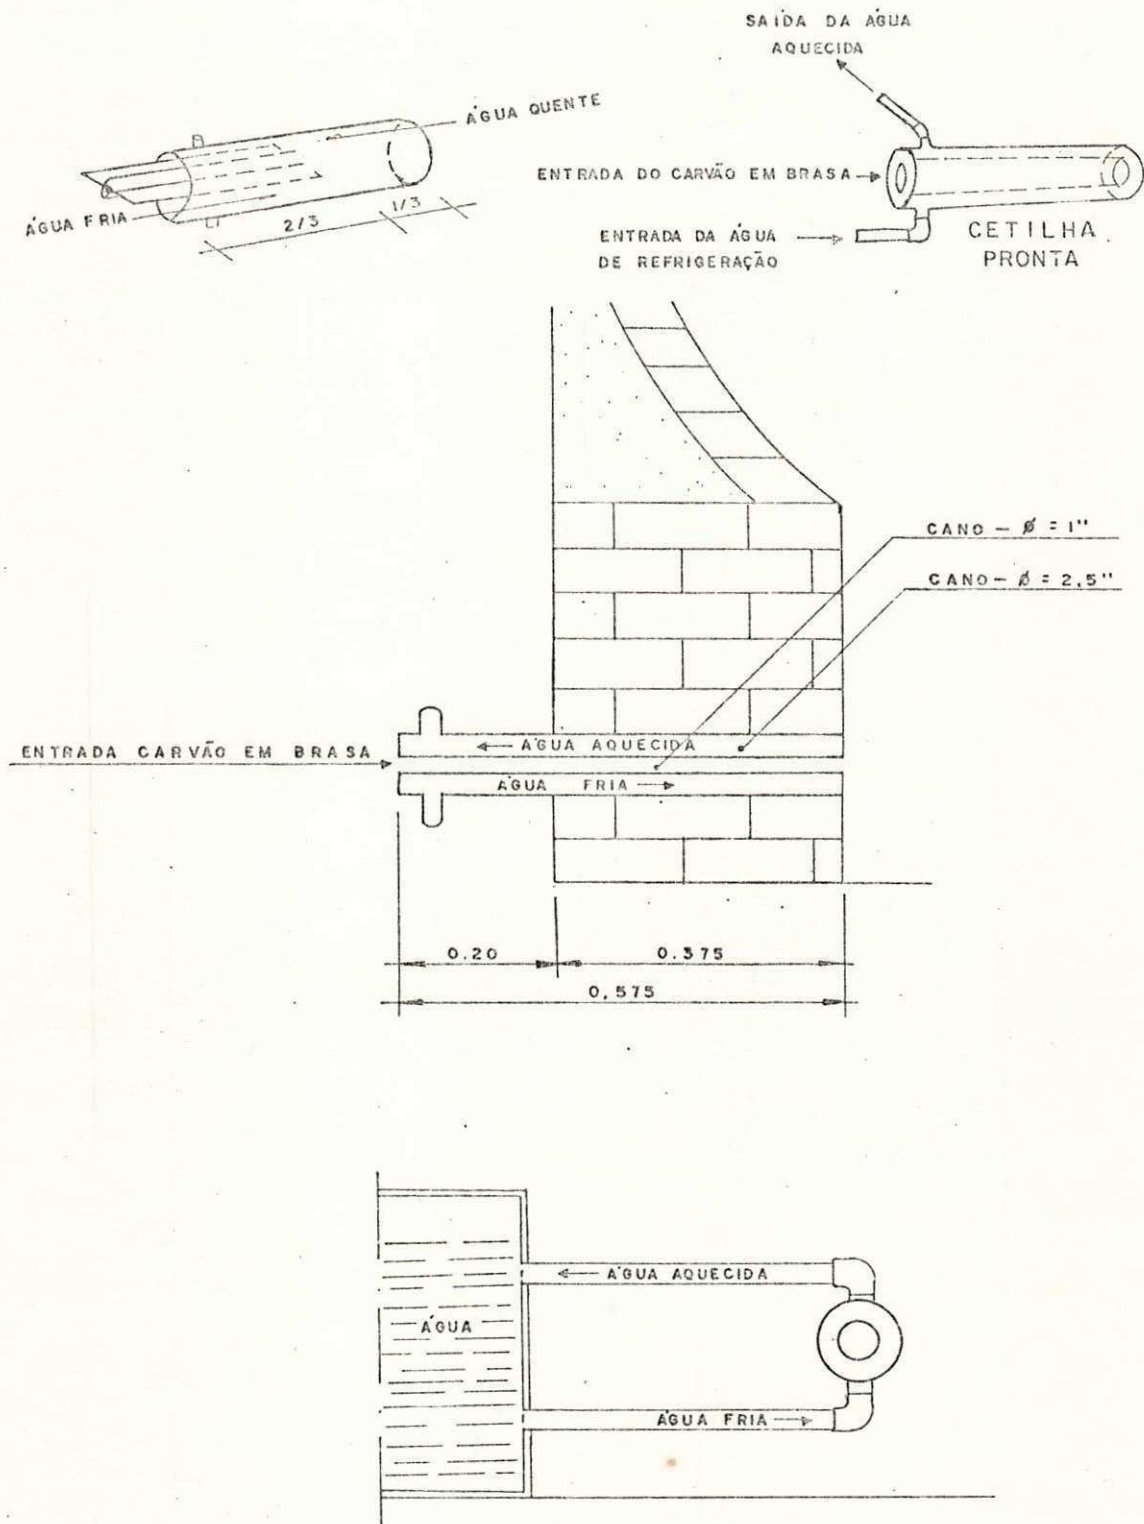 SAÍDA DA ÁGUA
AQUECIDA
ÁGUA QUENTE
ENTRADA DO CARVÃO EM BRASA
ÁGUA FRIA
2/3
1/3
ENTRADA DA ÁGUA
DE REFRIGERAÇÃO
CETILHA
PRONTA
CANO - Ø = 1"
CANO - Ø = 2,5"
ENTRADA CARVÃO EM BRASA
ÁGUA AQUECIDA
ÁGUA FRIA
0.20
0.375
0,575
ÁGUA AQUECIDA
ÁGUA
ÁGUA FRIA